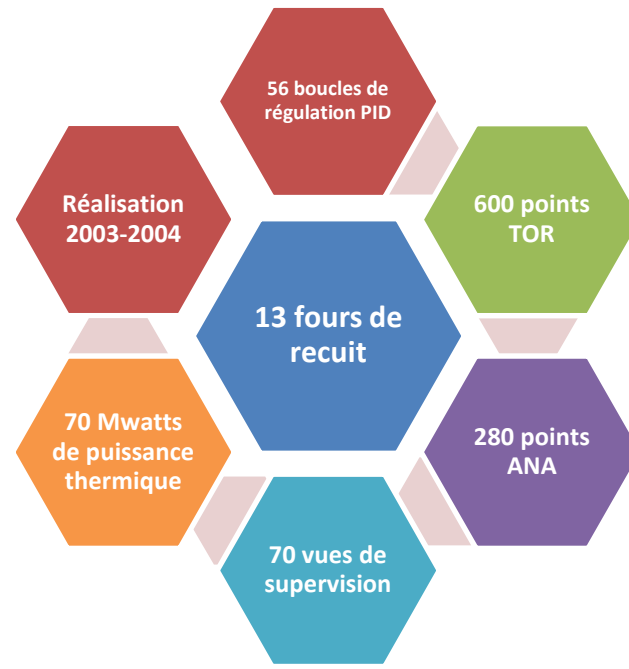 56 boucles de
régulation PID
600 points
TOR
280 points
ANA
70 vues de
supervision
70 Mwatts
de puissance
thermique
Réalisation
2003-2004
13 fours de
recuit